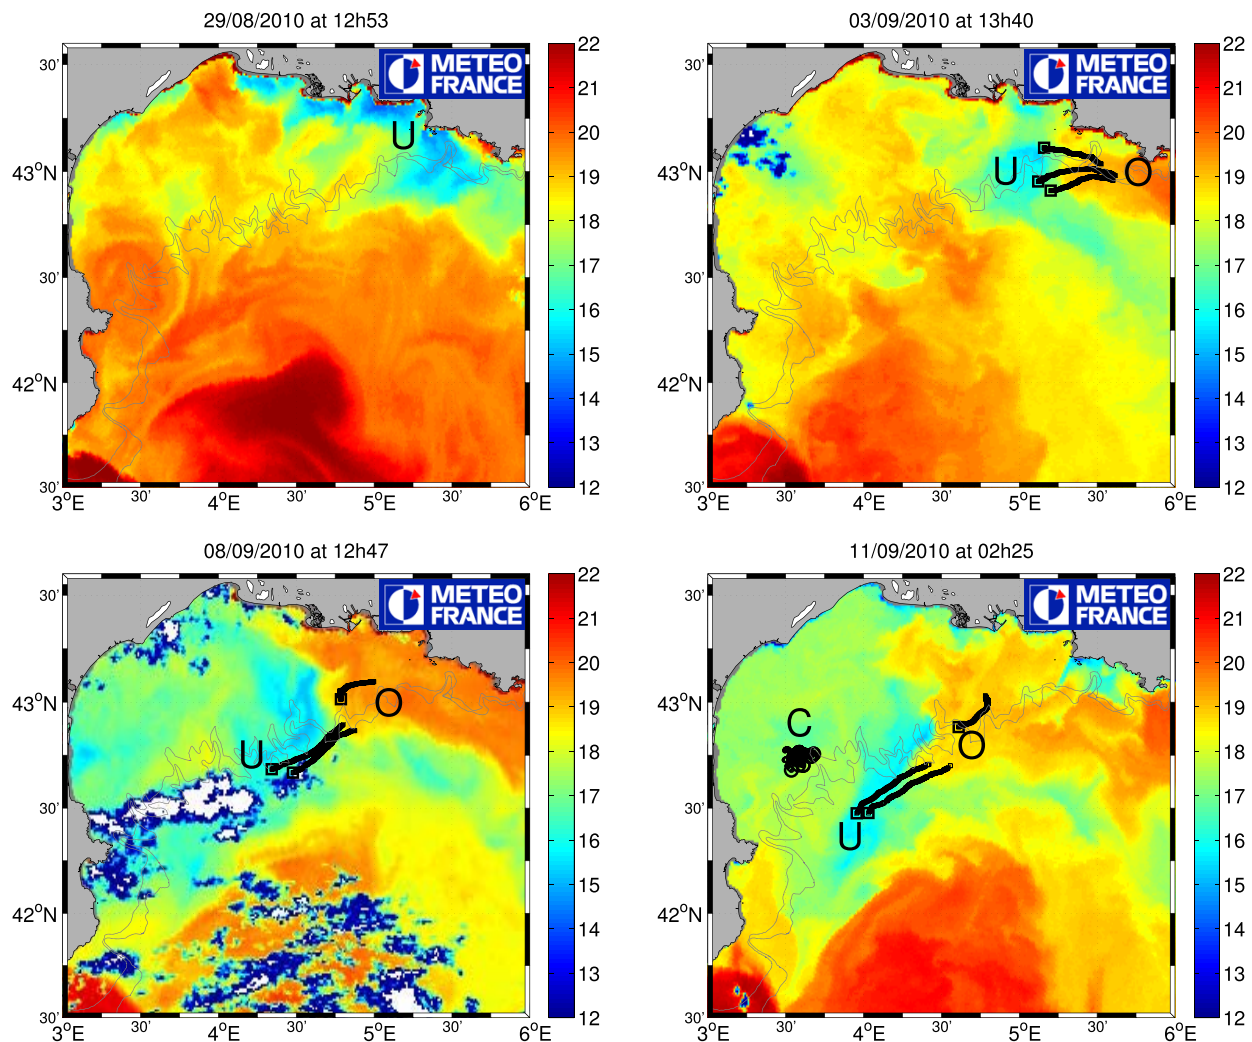 29/08/2010 at 12h53
METEO
FRANCE
U
30'
43°N
30'
42°N
30'
3°E
30'
4°E
30'
5°E
30'
6°E
22
21
20
19
18
17
16
15
14
13
12
03/09/2010 at 13h40
METEO
FRANCE
U
O
30'
43°N
30'
42°N
30'
3°E
30'
4°E
30'
5°E
30'
6°E
22
21
20
19
18
17
16
15
14
13
12
08/09/2010 at 12h47
METEO
FRANCE
O
U
30'
43°N
30'
42°N
30'
3°E
30'
4°E
30'
5°E
30'
6°E
22
21
20
19
18
17
16
15
14
13
12
11/09/2010 at 02h25
METEO
FRANCE
C
O
U
30'
43°N
30'
42°N
30'
3°E
30'
4°E
30'
5°E
30'
6°E
22
21
20
19
18
17
16
15
14
13
12